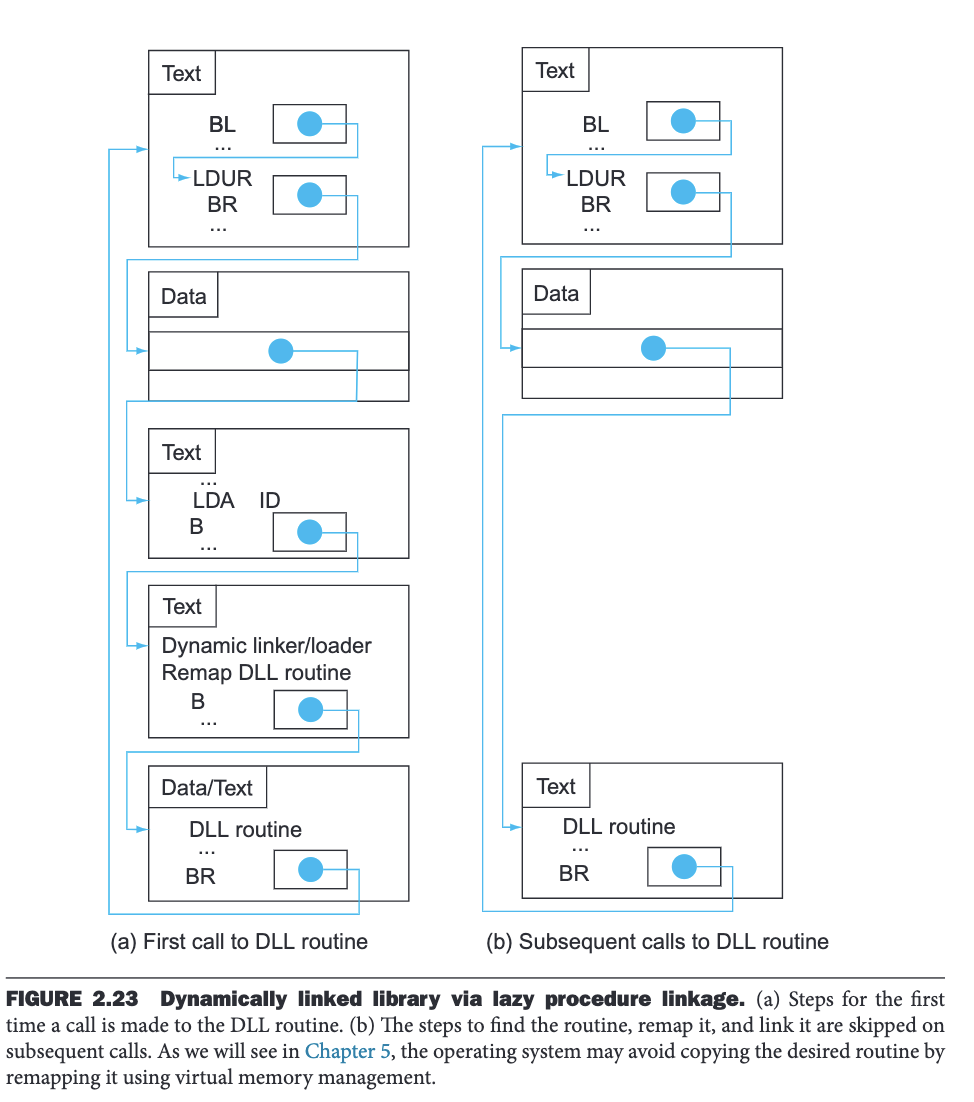 Text
BL
...
LDUR
BR
...
Data
Text
...
LDA ID
B
...
Text
Dynamic linker/loader
Remap DLL routine
B
...
Data/Text
DLL routine
...
BR
(a) First call to DLL routine
Text
BL
...
LDUR
BR
...
Data
Text
DLL routine
...
BR
(b) Subsequent calls to DLL routine
FIGURE 2.23 Dynamically linked library via lazy procedure linkage. (a) Steps for the first
time a call is made to the DLL routine. (b) The steps to find the routine, remap it, and link it are skipped on
subsequent calls. As we will see in Chapter 5, the operating system may avoid copying the desired routine by
remapping it using virtual memory management.